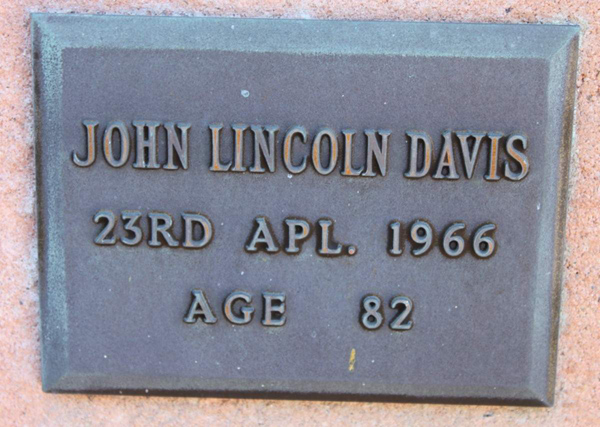 JOHN LINCOLN DAVIS
23RD APL. 1966
AGE 82